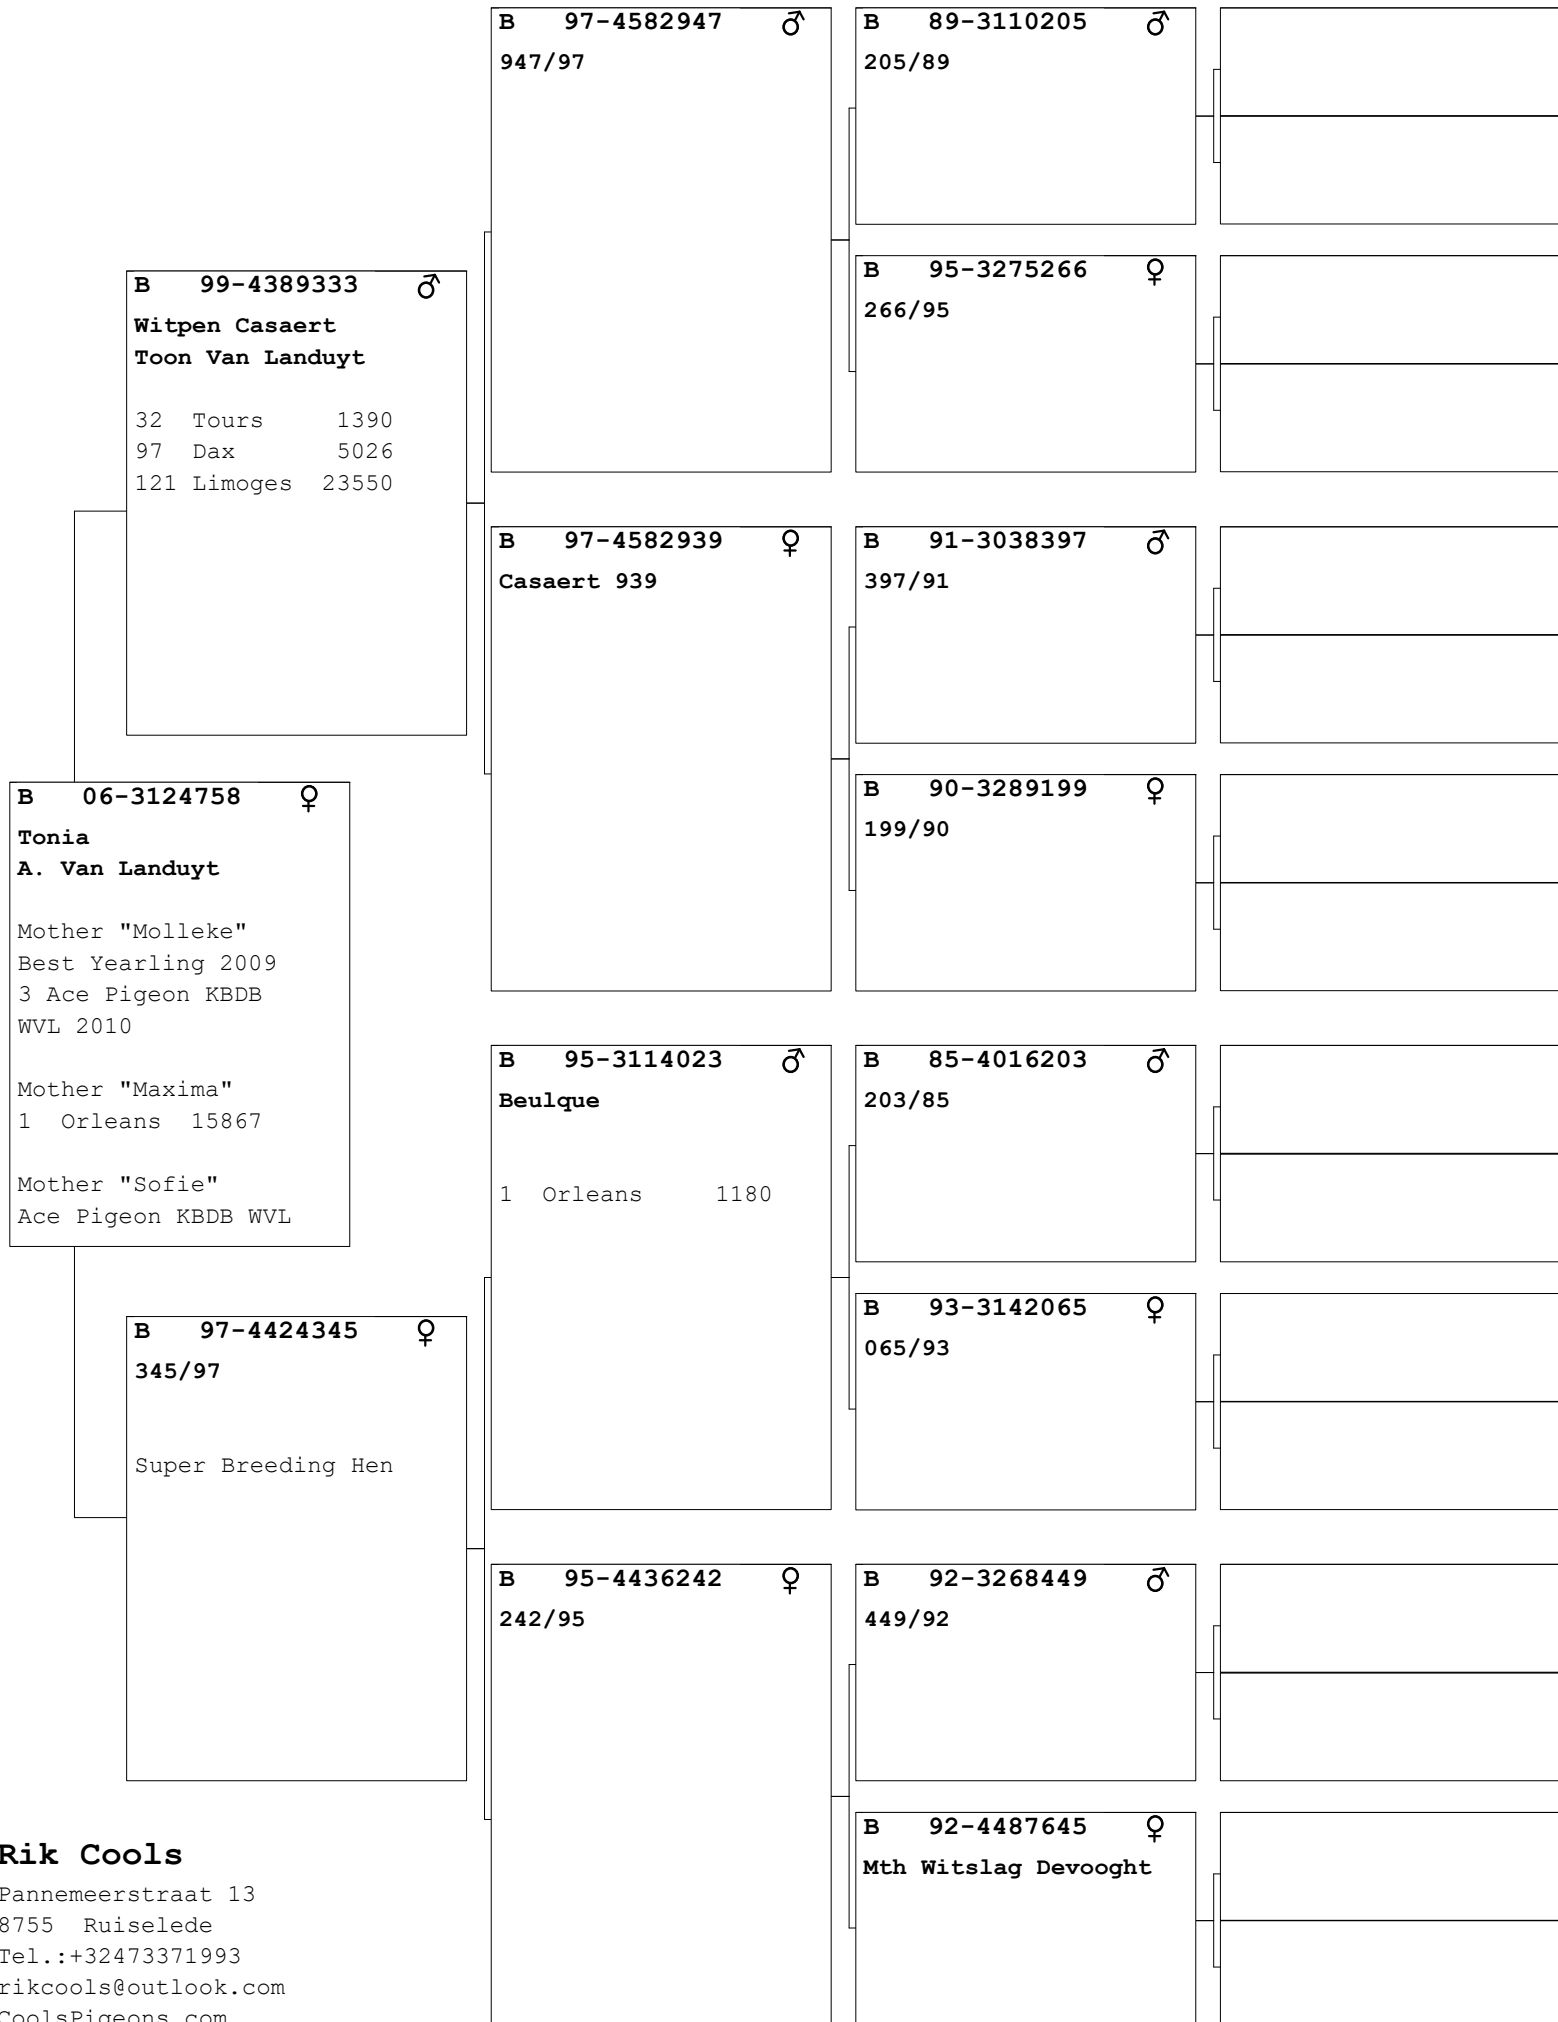 B 06-3124758 ♀
Tonia
A. Van Landuyt
Mother "Molleke"
Best Yearling 2009
3 Ace Pigeon KBDB
WVL 2010
Mother "Maxima"
1 Orleans 15867
Mother "Sofie"
Ace Pigeon KBDB WVL
B 99-4389333 ♂
Witpen Casaert
Toon Van Landuyt
32 Tours 1390
97 Dax 5026
121 Limoges 23550
B 97-4424345 ♀
345/97
Super Breeding Hen
B 97-4582947 ♂
947/97
B 97-4582939 ♀
Casaert 939
B 95-3114023 ♂
Beulque
1 Orleans 1180
B 95-4436242 ♀
242/95
B 89-3110205 ♂
205/89
B 95-3275266 ♀
266/95
B 91-3038397 ♂
397/91
B 90-3289199 ♀
199/90
B 85-4016203 ♂
203/85
B 93-3142065 ♀
065/93
B 92-3268449 ♂
449/92
B 92-4487645 ♀
Mth Witslag Devooght
Rik Cools
Pannemeerstraat 13
8755 Ruiselede
Tel.:+32473371993
rikcools@outlook.com
CoolsPigeons.com